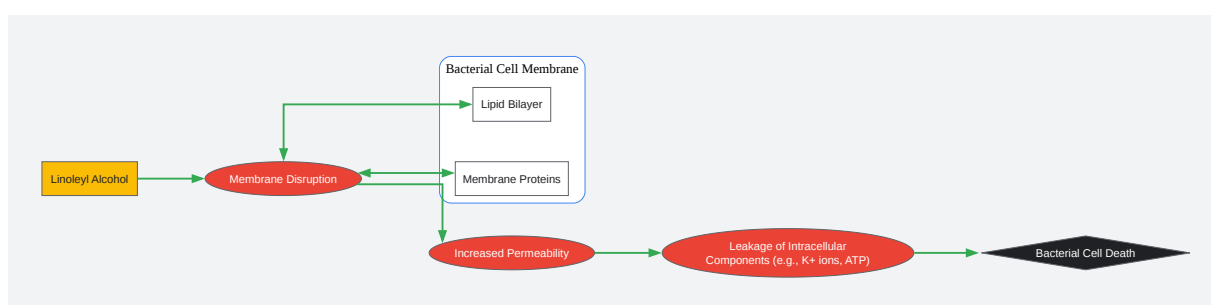 Bacterial Cell Membrane
Lipid Bilayer
Linoleyl Alcohol
Membrane Disruption
Membrane Proteins
Increased Permeability
Leakage of Intracellular
Components (e.g., K+ ions, ATP)
Bacterial Cell Death